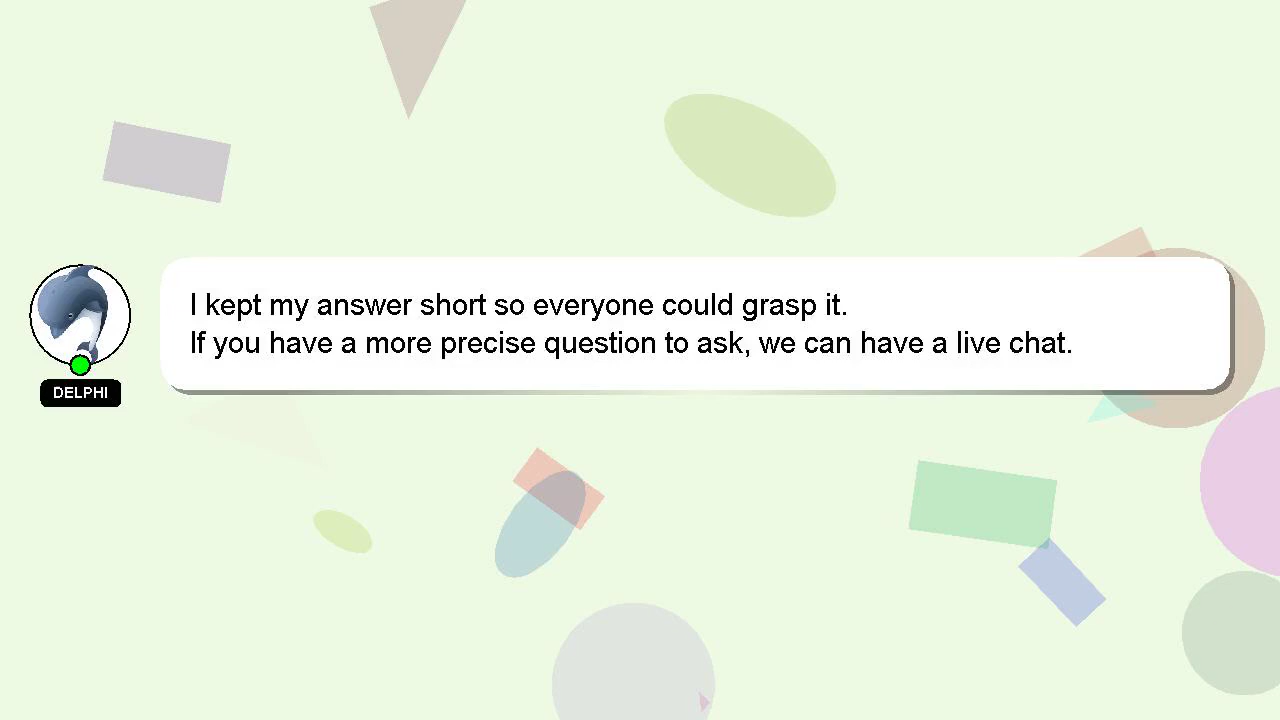 I kept my answer short so everyone could grasp it.
If you have a more precise question to ask, we can have a live chat.
DELPHI